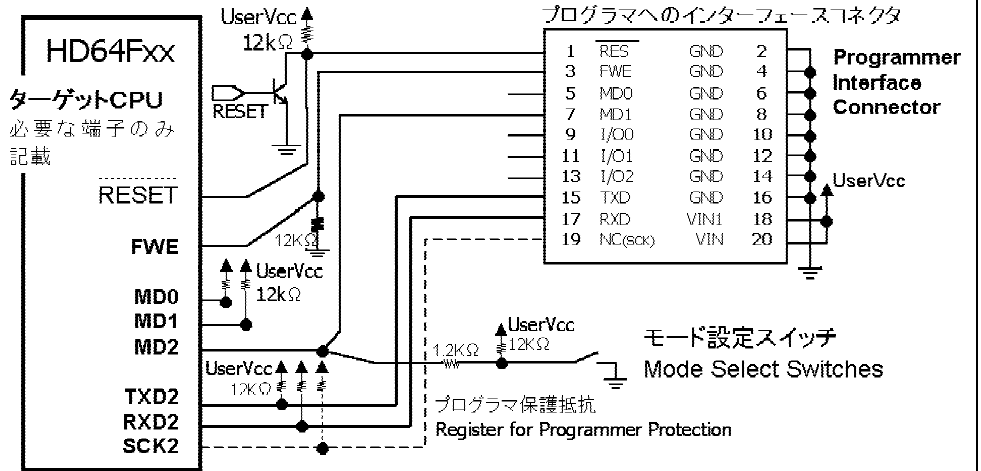 UserVcc
12kΩ
HD64Fxx
ターゲットCPU
必要な端子のみ
記載
RESET
RESET
FWE
12KΩ
UserVcc
12kΩ
MD0
MD1
MD2
UserVcc
12KΩ
TXD2
RXD2
SCK2
プログラマへのインターフェースコネクタ
1 RES GND 2
3 FWE GND 4
5 MD0 GND 6
7 MD1 GND 8
9 I/O0 GND 10
11 I/O1 GND 12
13 I/O2 GND 14
15 TXD GND 16
17 RXD VIN1 18
19 NC(SCK) VIN 20
Programmer
Interface
Connector
UserVcc
1.2KΩ
UserVcc
12KΩ
モード設定スイッチ
Mode Select Switches
プログラマ保護抵抗
Register for Programmer Protection